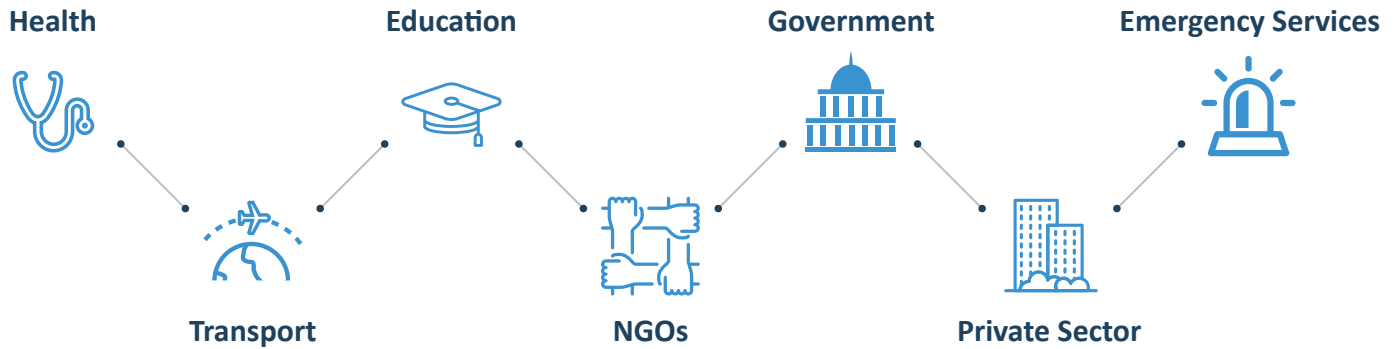 Health
Education
Government
Emergency Services
Transport
NGOs
Private Sector